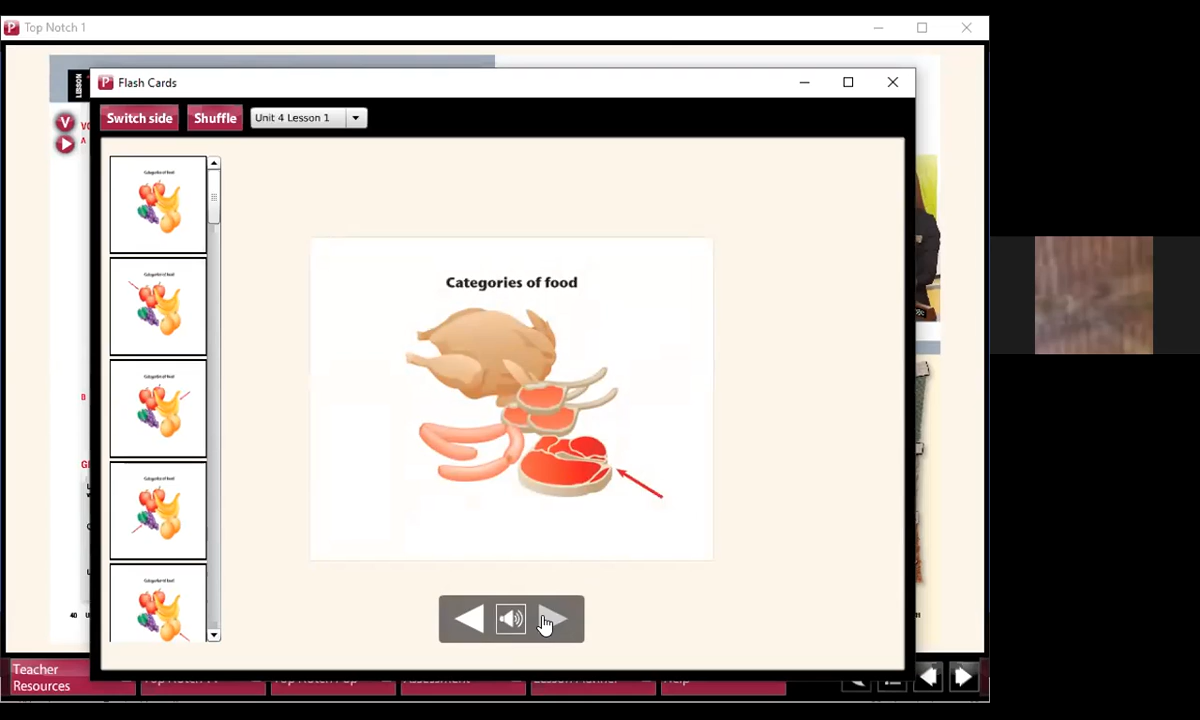 Top Notch 1
LESSON
Flash Cards
Switch side
Shuffle
Unit 4 Lesson 1
V
A
B
Categories of food
Categories of food
Categories of food
Categories of food
Categories of food
Categories of food
40
Teacher
Resources
Top Notch TV
Top Notch Pop
Assessment
Lesson Planner
Help